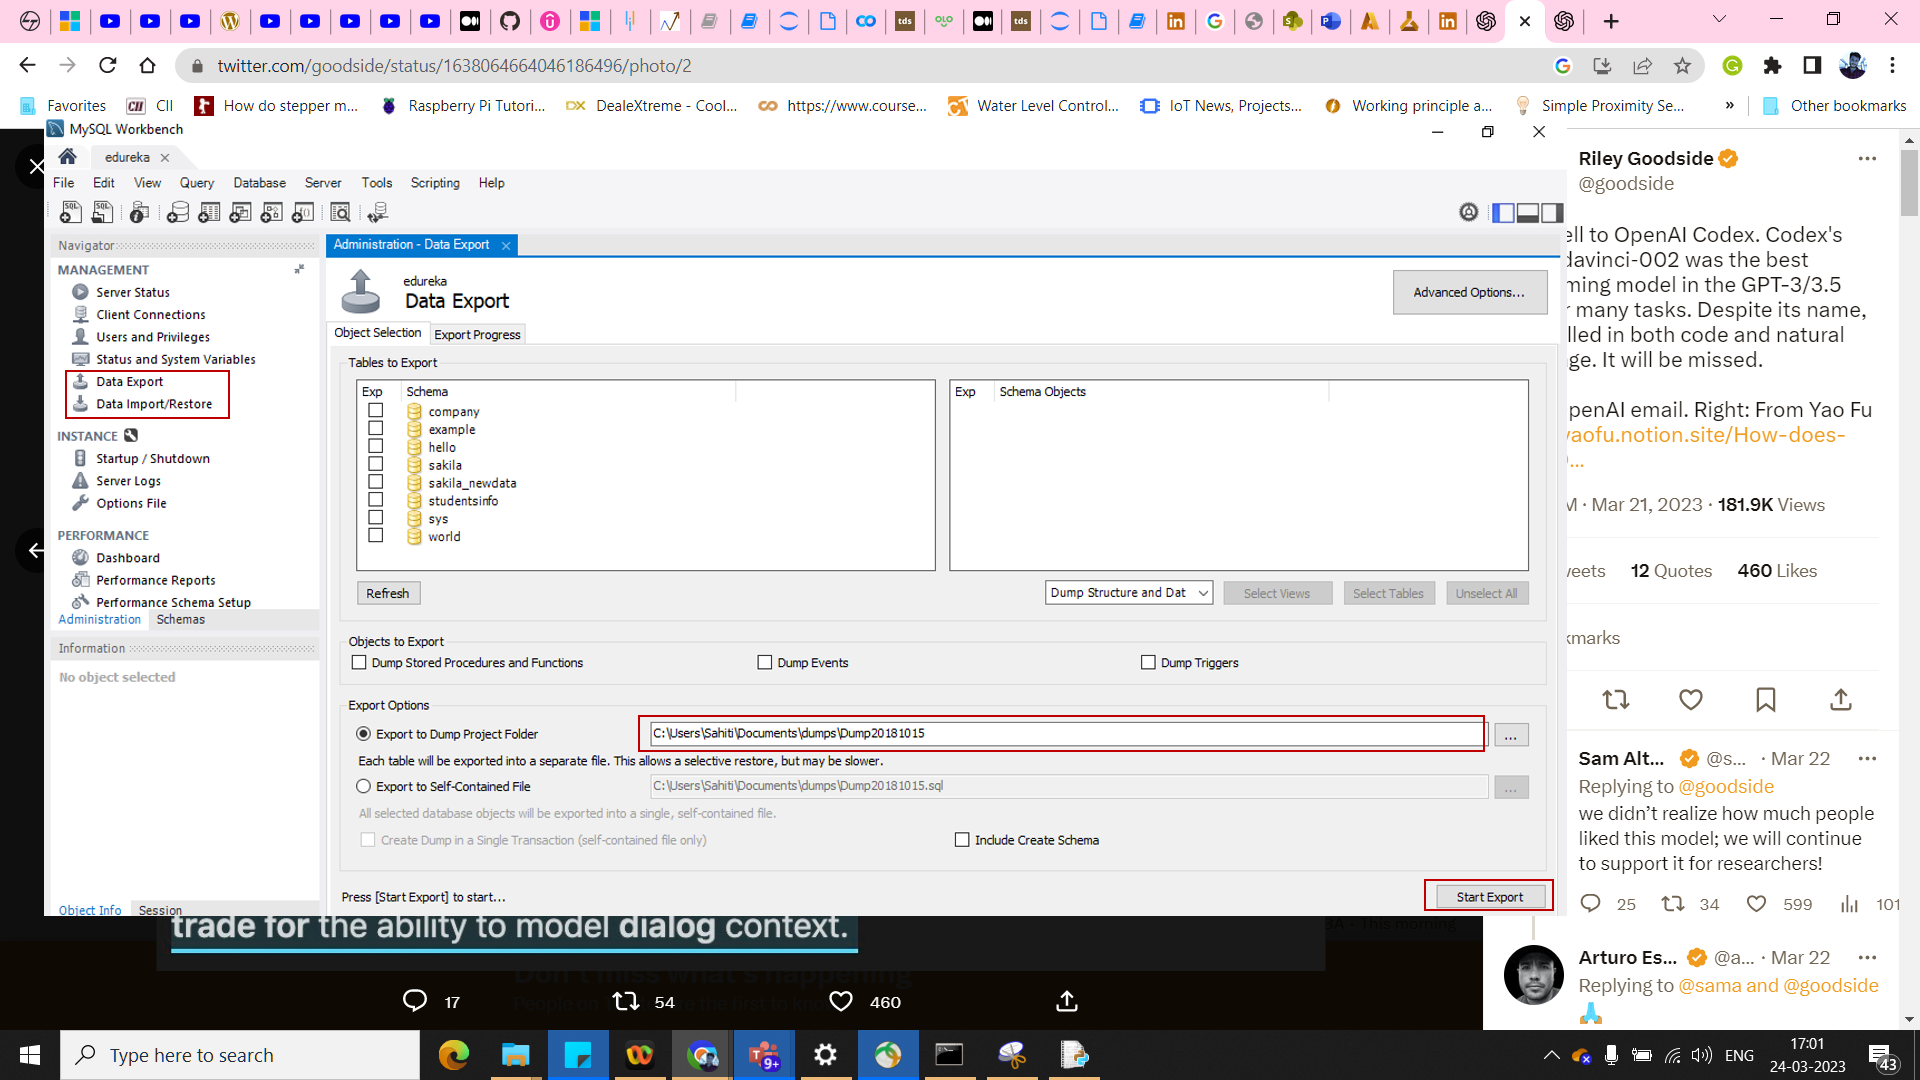 twitter.com/goodside/status/1638064664046186496/photo/2
Favorites
CII
How do stepper m...
Raspberry Pi Tutori...
DealeXtreme - Cool...
https://www.course...
Water Level Control...
IoT News, Projects...
Working principle a...
Simple Proximity Se...
»
Other bookmarks
MySQL Workbench
edureka
File Edit View Query Database Server Tools Scripting Help
Navigator
MANAGEMENT
Server Status
Client Connections
Users and Privileges
Status and System Variables
Data Export
Data Import/Restore
INSTANCE
Startup / Shutdown
Server Logs
Options File
PERFORMANCE
Dashboard
Performance Reports
Performance Schema Setup
Administration Schemas
Information
No object selected
Object Info Session
Administration - Data Export
edureka
Data Export
Advanced Options...
Object Selection Export Progress
Tables to Export
Exp Schema
company
example
hello
sakila
sakila_newdata
studentsinfo
sys
world
Exp Schema Objects
Refresh
Dump Structure and Dat
Select Views
Select Tables
Unselect All
Objects to Export
Dump Stored Procedures and Functions
Dump Events
Dump Triggers
Export Options
Export to Dump Project Folder
C:\Users\Sahiti\Documents\dumps\Dump20181015
...
Each table will be exported into a separate file. This allows a selective restore, but may be slower.
Export to Self-Contained File
C:\Users\Sahiti\Documents\dumps\Dump20181015.sql
...
All selected database objects will be exported into a single, self-contained file.
Create Dump in a Single Transaction (self-contained file only)
Include Create Schema
Press [Start Export] to start...
Start Export
trade for the ability to model dialog context.
Don't miss what's happening
17
54
460
Riley Goodside
@goodside
ell to OpenAI Codex. Codex's
davinci-002 was the best
ming model in the GPT-3/3.5
many tasks. Despite its name,
lled in both code and natural
ge. It will be missed.
penAI email. Right: From Yao Fu
yaofu.notion.site/How-does-
...
M · Mar 21, 2023 · 181.9K Views
weets 12 Quotes 460 Likes
kmarks
Sam Alt... @s... · Mar 22
Replying to @goodside
we didn’t realize how much people
liked this model; we will continue
to support it for researchers!
25 34 599 101
Arturo Es... @a... · Mar 22
Replying to @sama and @goodside
Type here to search
9+
ENG
17:01
24-03-2023
43